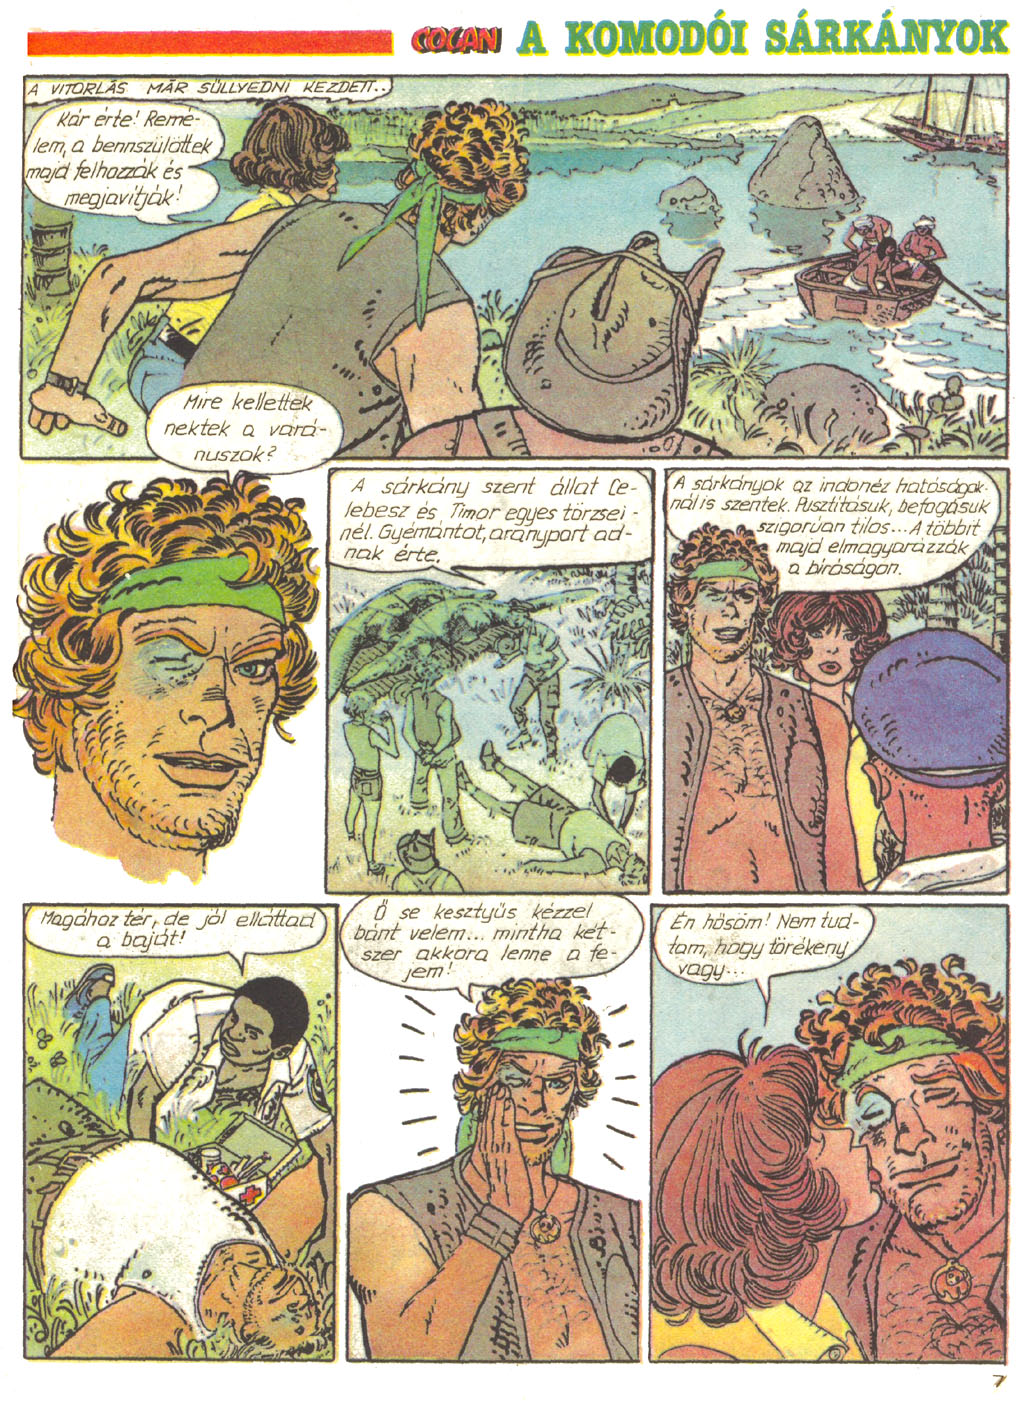 COCAN A KOMODÓI SÁRKÁNYOK
A VITORLÁS MÁR SÜLLYEDNI KEZDETT...
Kár érte! Remé-
lem, a bennszülöttek
majd felhozzák és
megjavítják!
Mire kellettek
nektek a vará-
nuszok?
A sárkány szent állat Ce-
lebesz és Timor egyes törzsei-
nél. Gyémántot, aranyport ad-
nak érte.
A sárkányok az indonéz hatóságok-
nál is szentek. Pusztításuk, befogásuk
szigorúan tilos... A többit
majd elmagyarázzák
a bíróságon.
Magához tér, de jól elláttad
a baját!
Ő se kesztyűs kézzel
bánt velem... mintha két-
szer akkora lenne a fe-
jem!
Én hősöm! Nem tud-
tam, hogy törékeny
vagy...
7